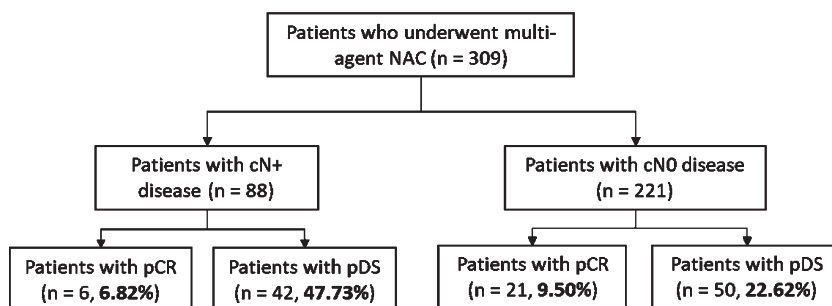 Patients who underwent multi-
agent NAC (n = 309)
Patients with cN+
disease (n = 88)
Patients with cN0 disease
(n = 221)
Patients with pCR
(n = 6, 6.82%)
Patients with pDS
(n = 42, 47.73%)
Patients with pCR
(n = 21, 9.50%)
Patients with pDS
(n = 50, 22.62%)